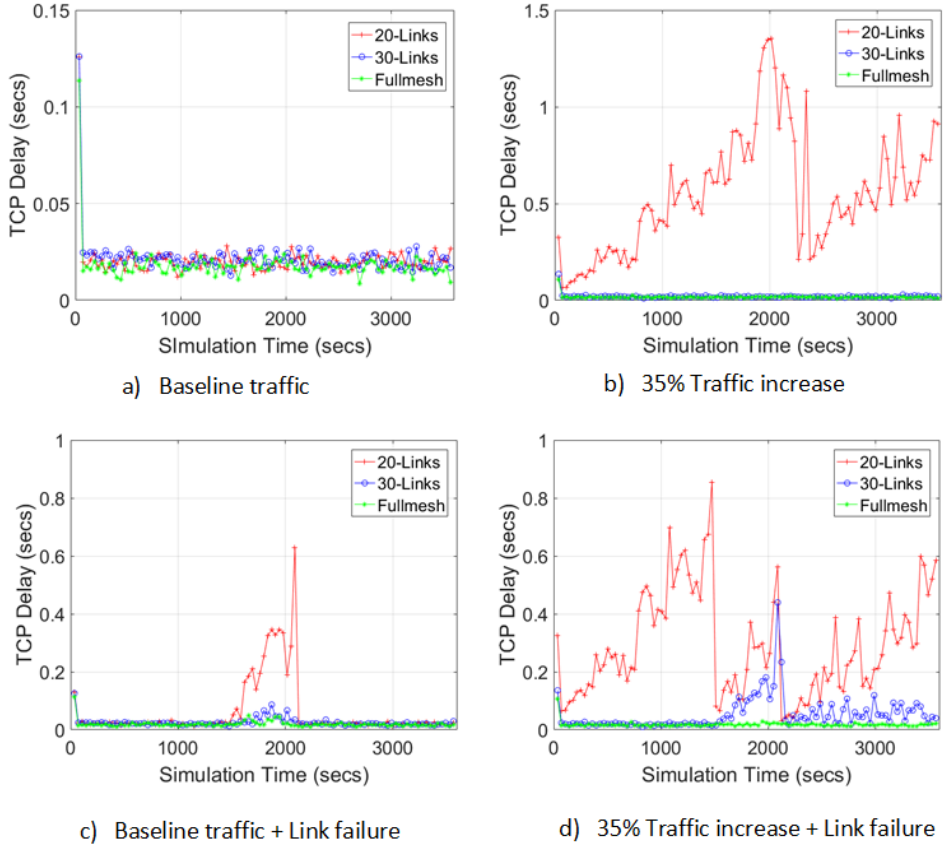 0.15
0.1
0.05
0
TCP Delay (secs)
20-Links
30-Links
Fullmesh
0 1000 2000 3000
SImulation Time (secs)
a) Baseline traffic
1.5
1
0.5
0
TCP Delay (secs)
20-Links
30-Links
Fullmesh
0 1000 2000 3000
Simulation Time (secs)
b) 35% Traffic increase
1
0.8
0.6
0.4
0.2
0
TCP Delay (secs)
20-Links
30-Links
Fullmesh
0 1000 2000 3000
Simulation Time (secs)
c) Baseline traffic + Link failure
1
0.8
0.6
0.4
0.2
0
TCP Delay (secs)
20-Links
30-Links
Fullmesh
0 1000 2000 3000
Simulation Time (secs)
d) 35% Traffic increase + Link failure